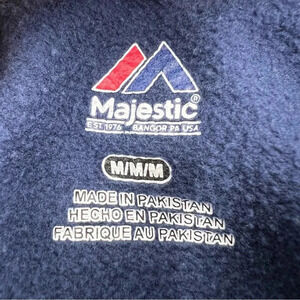 Majestic®
EST. 1976 BANGOR PA USA
M/M/M
MADE IN PAKISTAN
HECHO EN PAKISTAN
FABRIQUE AU PAKISTAN